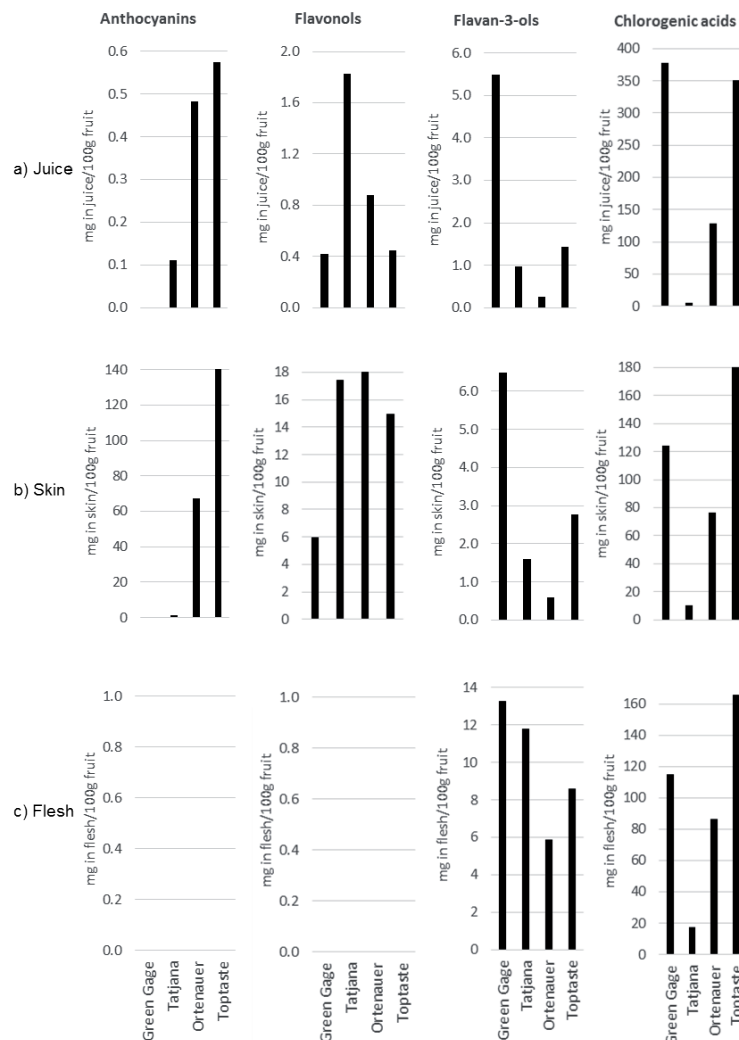 Anthocyanins Flavonols Flavan-3-ols Chlorogenic acids
a) Juice
mg in juice/100g fruit
0.6
0.5
0.4
0.3
0.2
0.1
0.0
mg in juice/100g fruit
2.0
1.6
1.2
0.8
0.4
0.0
mg in juice/100g fruit
6.0
5.0
4.0
3.0
2.0
1.0
0.0
mg in juice/100g fruit
400
350
300
250
200
150
100
50
0
b) Skin
mg in skin/100g fruit
140
120
100
80
60
40
20
0
mg in skin/100g fruit
18
16
14
12
10
8
6
4
2
0
mg in skin/100g fruit
6.0
5.0
4.0
3.0
2.0
1.0
0.0
mg in skin/100g fruit
180
160
140
120
100
80
60
40
20
0
c) Flesh
mg in flesh/100g fruit
1.0
0.8
0.6
0.4
0.2
0.0
mg in flesh/100g fruit
1.0
0.8
0.6
0.4
0.2
0.0
mg in flesh/100g fruit
14
12
10
8
6
4
2
0
mg in flesh/100g fruit
160
140
120
100
80
60
40
20
0
Green Gage
Tatjana
Ortenauer
Toptaste
Green Gage
Tatjana
Ortenauer
Toptaste
Green Gage
Tatjana
Ortenauer
Toptaste
Green Gage
Tatjana
Ortenauer
Toptaste